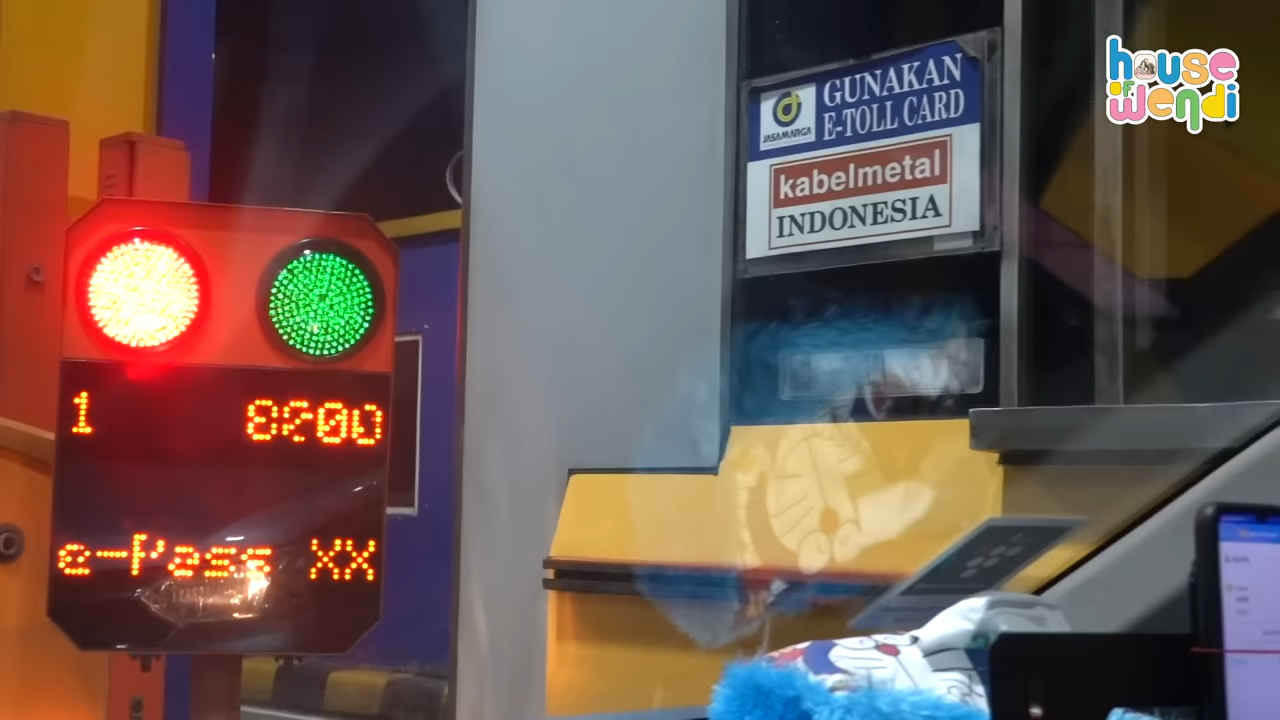 house
OF
wendi
GUNAKAN
E-TOLL CARD
JASAMARGA
kabelmetal
INDONESIA
1 8200
e-Pass XX